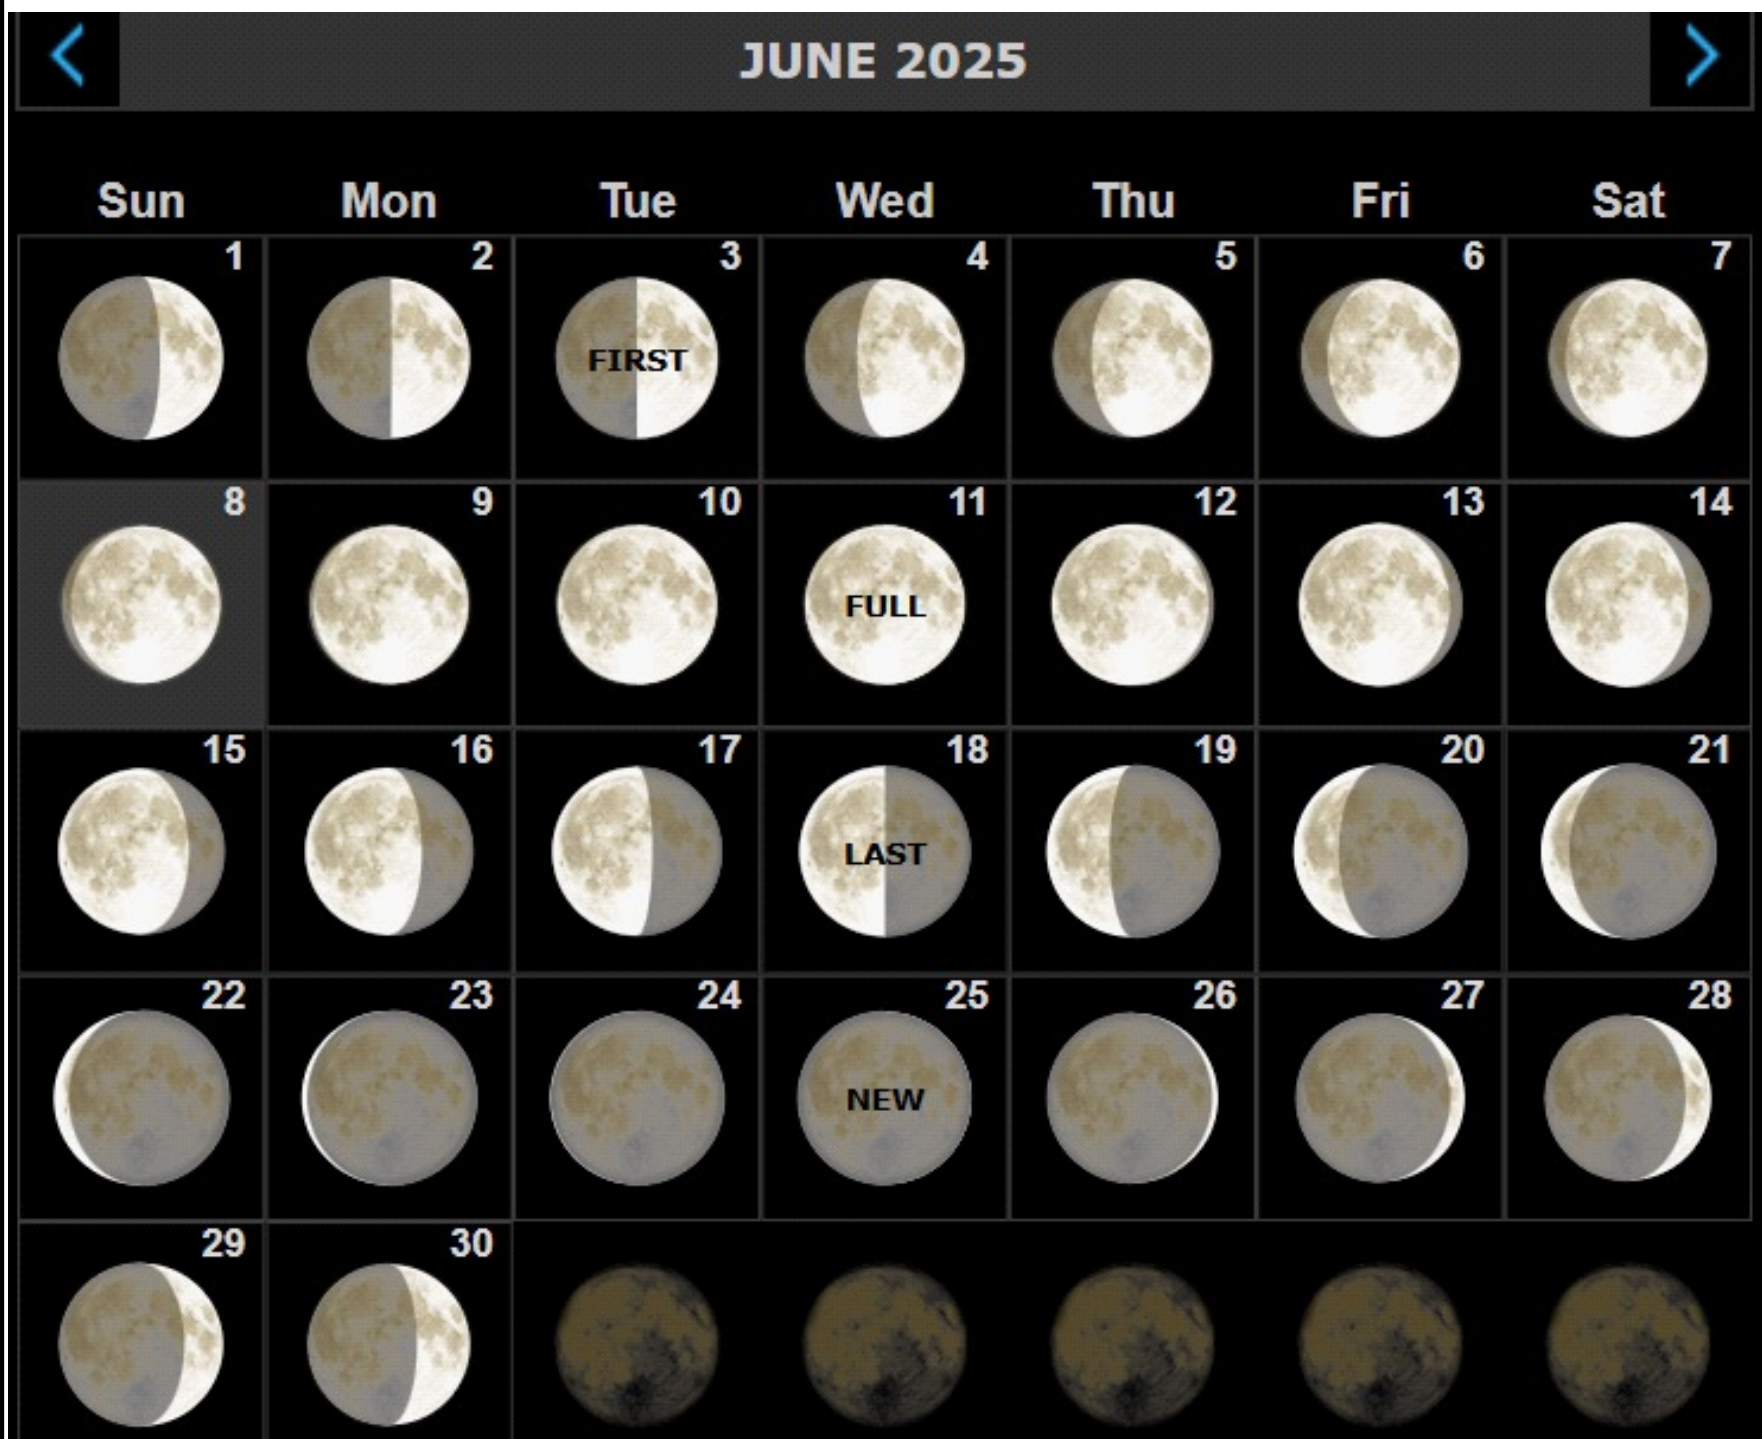 JUNE 2025
Sun Mon Tue Wed Thu Fri Sat
1 2 3 4 5 6 7
FIRST
8 9 10 11 12 13 14
FULL
15 16 17 18 19 20 21
LAST
22 23 24 25 26 27 28
NEW
29 30